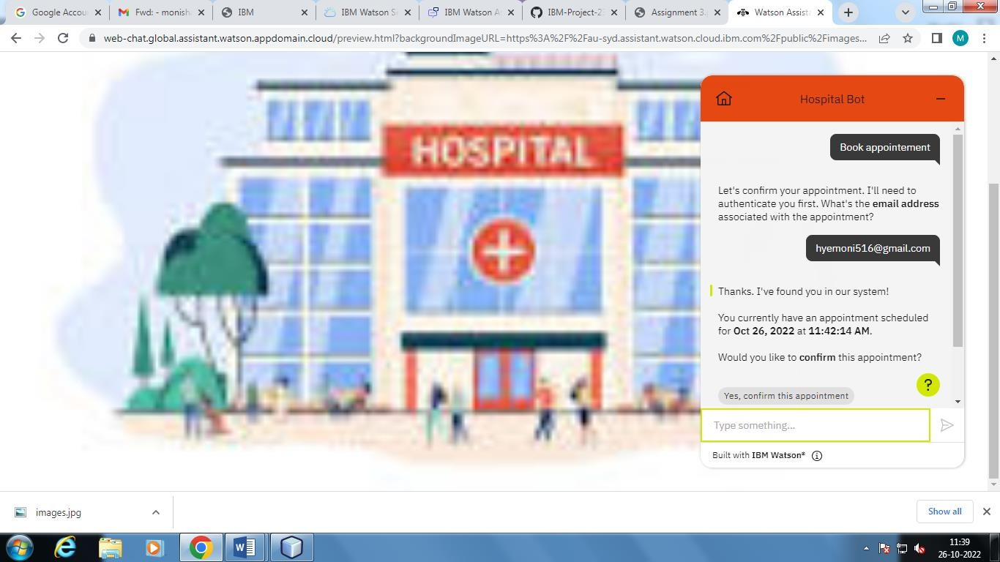 Google Accou
Fwd: - monish
IBM
IBM Watson Se
IBM Watson A
IBM-Project-23
Assignment 3.p
Watson Assista
web-chat.global.assistant.watson.appdomain.cloud/preview.html?backgroundImageURL=https%3A%2F%2Fau-syd.assistant.watson.cloud.ibm.com%2Fpublic%2Fimages...
M
HOSPITAL
Hospital Bot
Book appointement
Let's confirm your appointment. I'll need to
authenticate you first. What's the email address
associated with the appointment?
hyemoni516@gmail.com
Thanks. I've found you in our system!
You currently have an appointment scheduled
for Oct 26, 2022 at 11:42:14 AM.
Would you like to confirm this appointment?
?
Yes, confirm this appointment
Type something...
Built with IBM Watson®
images.jpg
Show all
11:39
26-10-2022